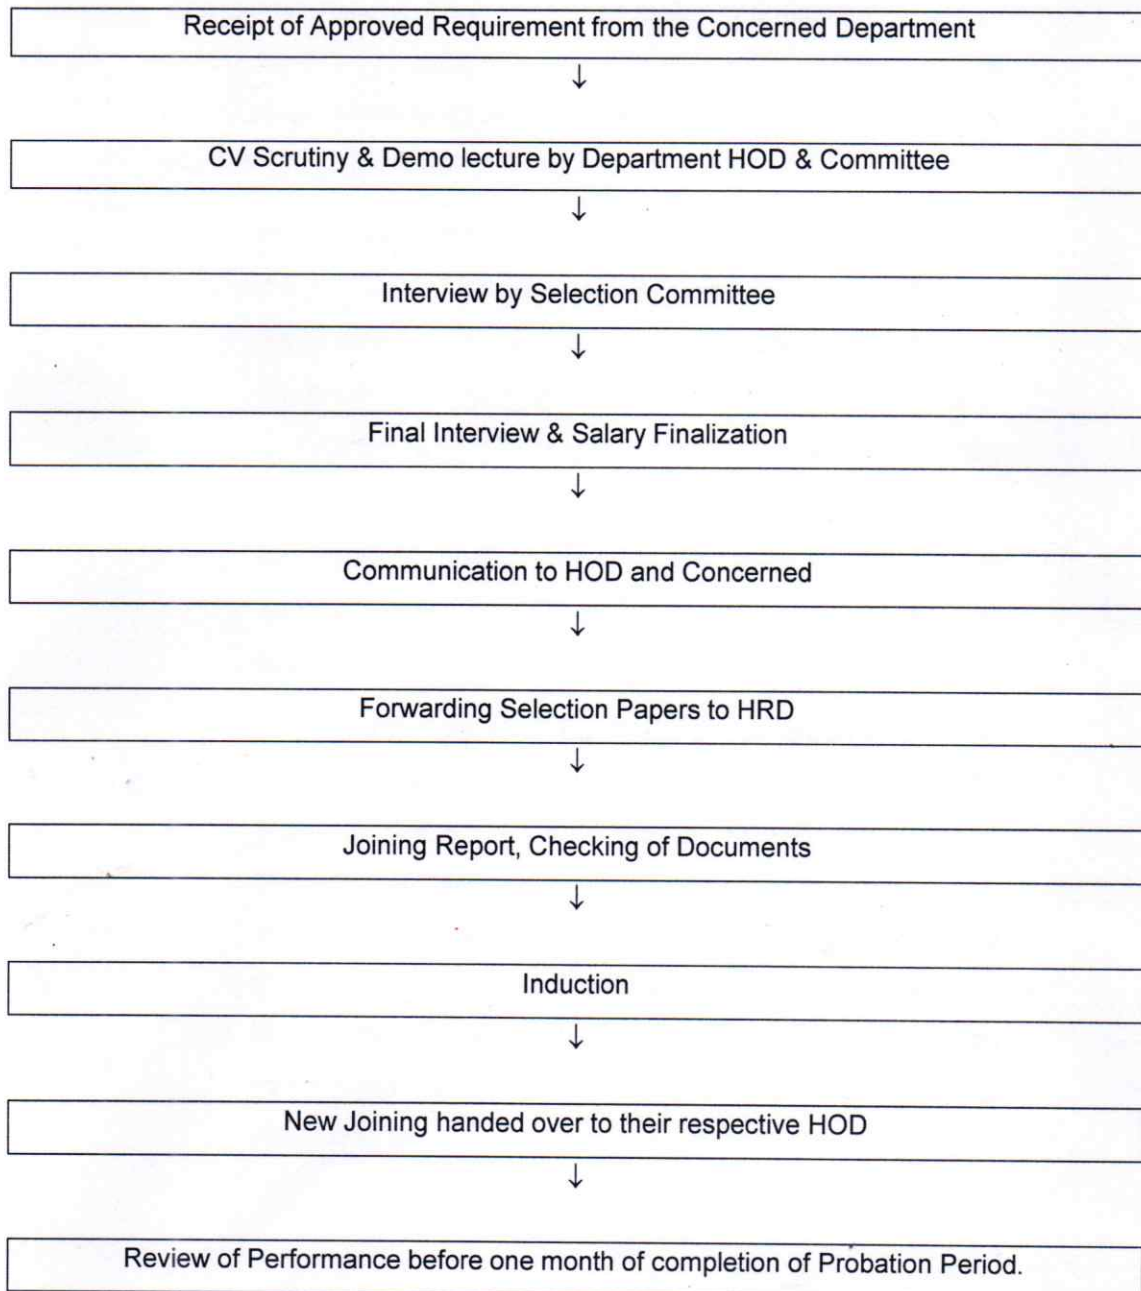 Receipt of Approved Requirement from the Concerned Department
↓
CV Scrutiny & Demo lecture by Department HOD & Committee
↓
Interview by Selection Committee
↓
Final Interview & Salary Finalization
↓
Communication to HOD and Concerned
↓
Forwarding Selection Papers to HRD
↓
Joining Report, Checking of Documents
↓
Induction
↓
New Joining handed over to their respective HOD
↓
Review of Performance before one month of completion of Probation Period.